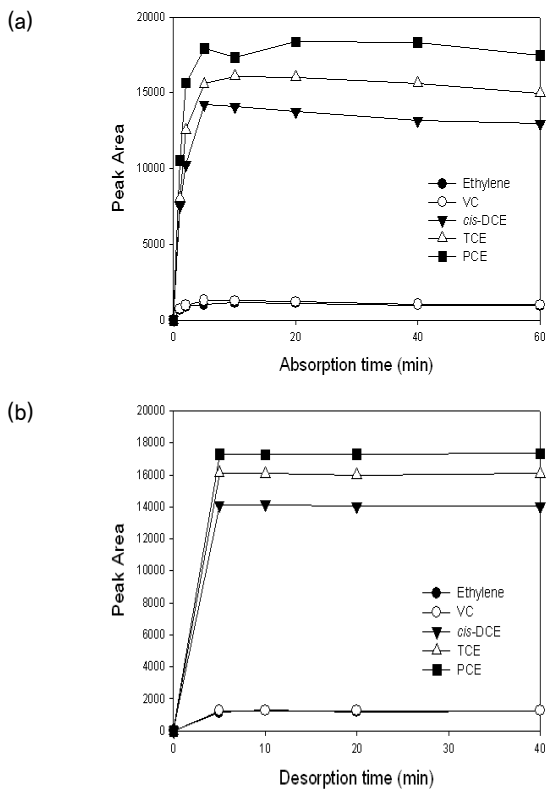 (a)
20000
15000
10000
5000
0
Peak Area
Ethylene
VC
cis-DCE
TCE
PCE
0 20 40 60
Absorption time (min)
(b)
20000
18000
16000
14000
12000
10000
8000
6000
4000
2000
0
Peak Area
Ethylene
VC
cis-DCE
TCE
PCE
0 10 20 30 40
Desorption time (min)